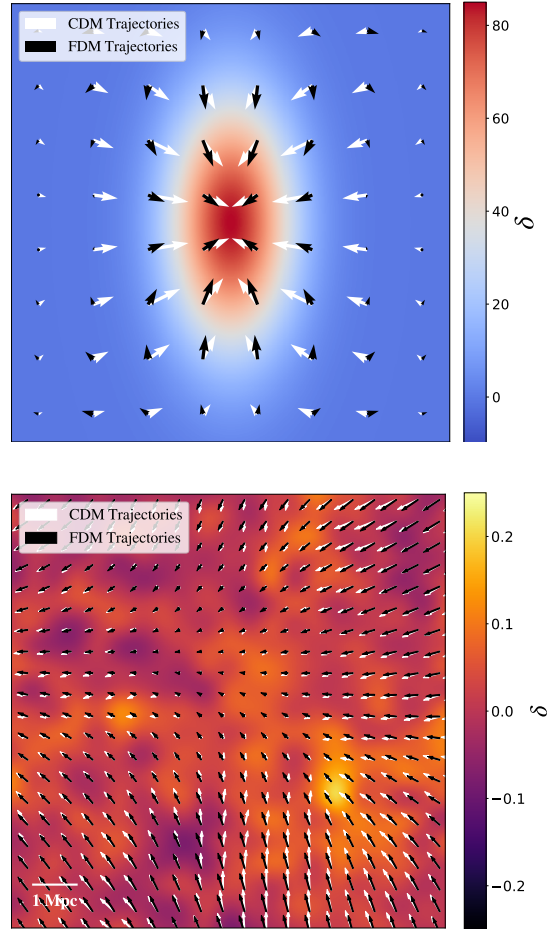 CDM Trajectories
FDM Trajectories
80
60
40
20
0
δ
CDM Trajectories
FDM Trajectories
0.2
0.1
0.0
−0.1
−0.2
δ
1 Mpc